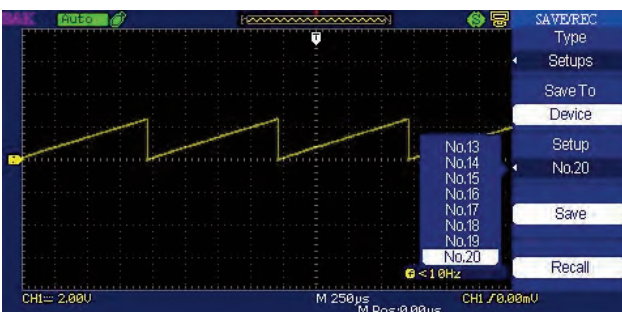 Auto
T
SAVE/REC
Type
Setups
Save To
Device
Setup
No.20
Save
Recall
No.13
No.14
No.15
No.16
No.17
No.18
No.19
No.20
<10Hz
CH1 2.00V
M 250µs
M Pos:0.00µs
CH1 / 0.00mV